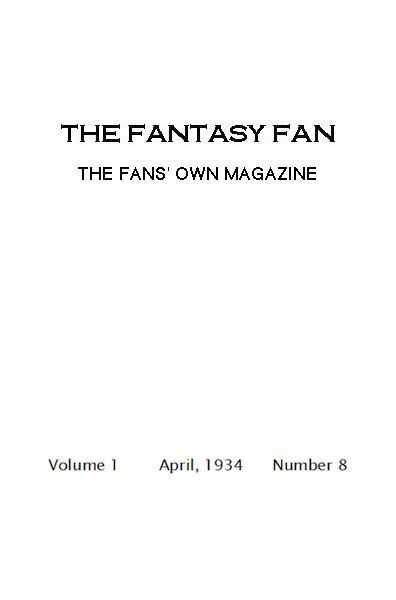 THE FANTASY FAN
THE FANS' OWN MAGAZINE
Volume 1 April, 1934 Number 8